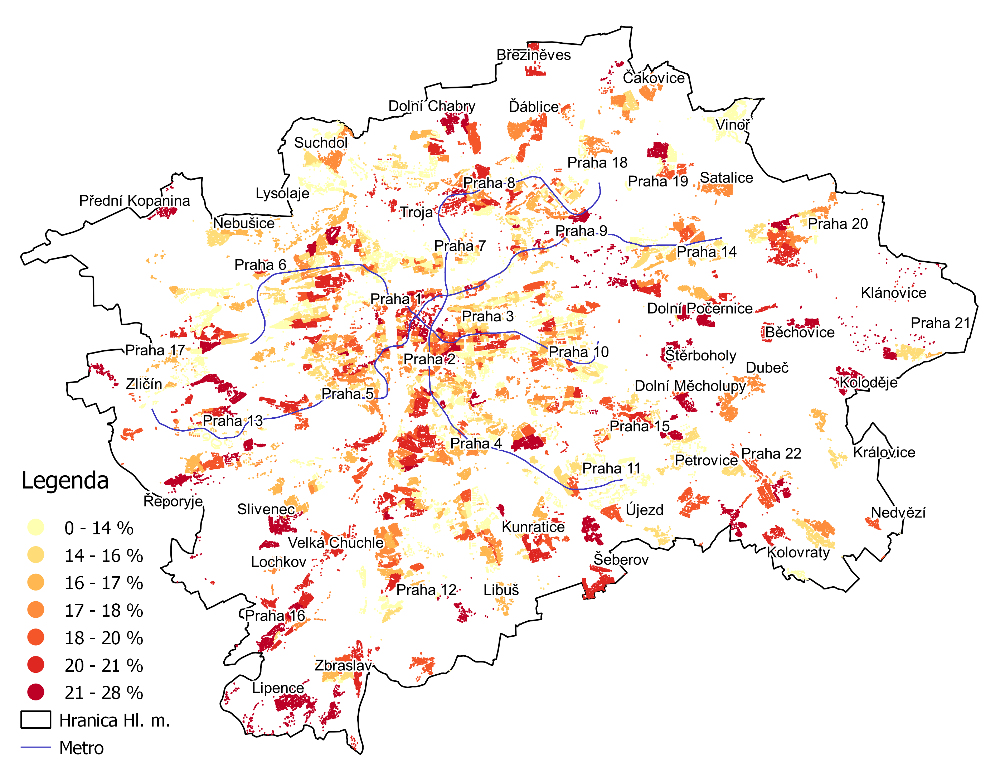 Březiněves
Čakovice
Dolní Chabry
Ďáblice
Vinoř
Suchdol
Praha 18
Praha 19
Satalice
Praha 8
Lysolaje
Přední Kopanina
Troja
Nebušice
Praha 20
Praha 9
Praha 7
Praha 14
Praha 6
Klánovice
Praha 1
Dolní Počernice
Praha 3
Praha 21
Běchovice
Praha 17
Praha 10
Štěrboholy
Praha 2
Dubeč
Zličín
Dolní Měcholupy
Koloděje
Praha 5
Praha 13
Praha 15
Praha 4
Královice
Praha 22
Petrovice
Praha 11
Legenda
Řeporyje
Slivenec
Újezd
Nedvězí
0 - 14 %
Kunratice
Velká Chuchle
14 - 16 %
Kolovraty
Lochkov
Šeberov
16 - 17 %
Praha 12
Libuš
17 - 18 %
Praha 16
18 - 20 %
20 - 21 %
Zbraslav
Lipence
21 - 28 %
Hranica Hl. m.
Metro